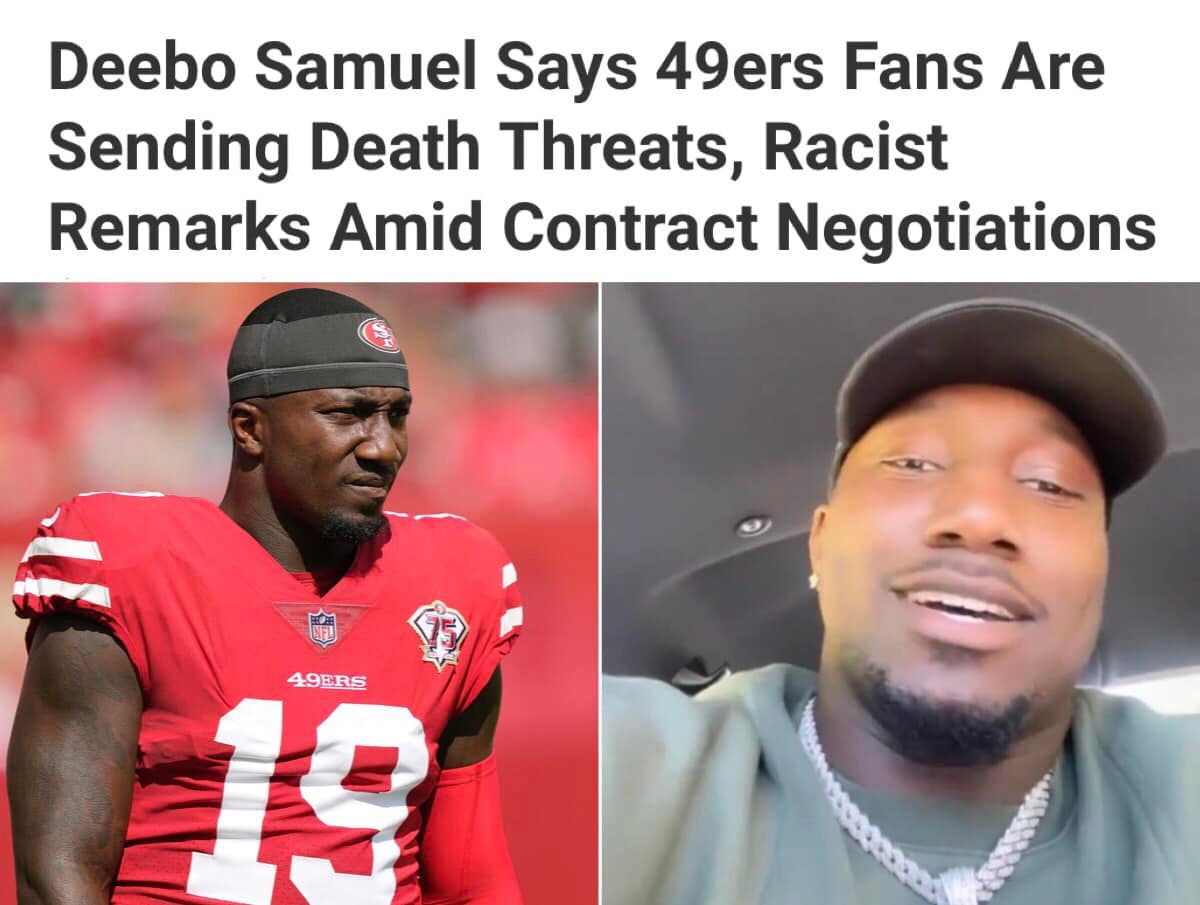 Deebo Samuel Says 49ers Fans Are
Sending Death Threats, Racist
Remarks Amid Contract Negotiations
SF
NFL
75
49ERS
19